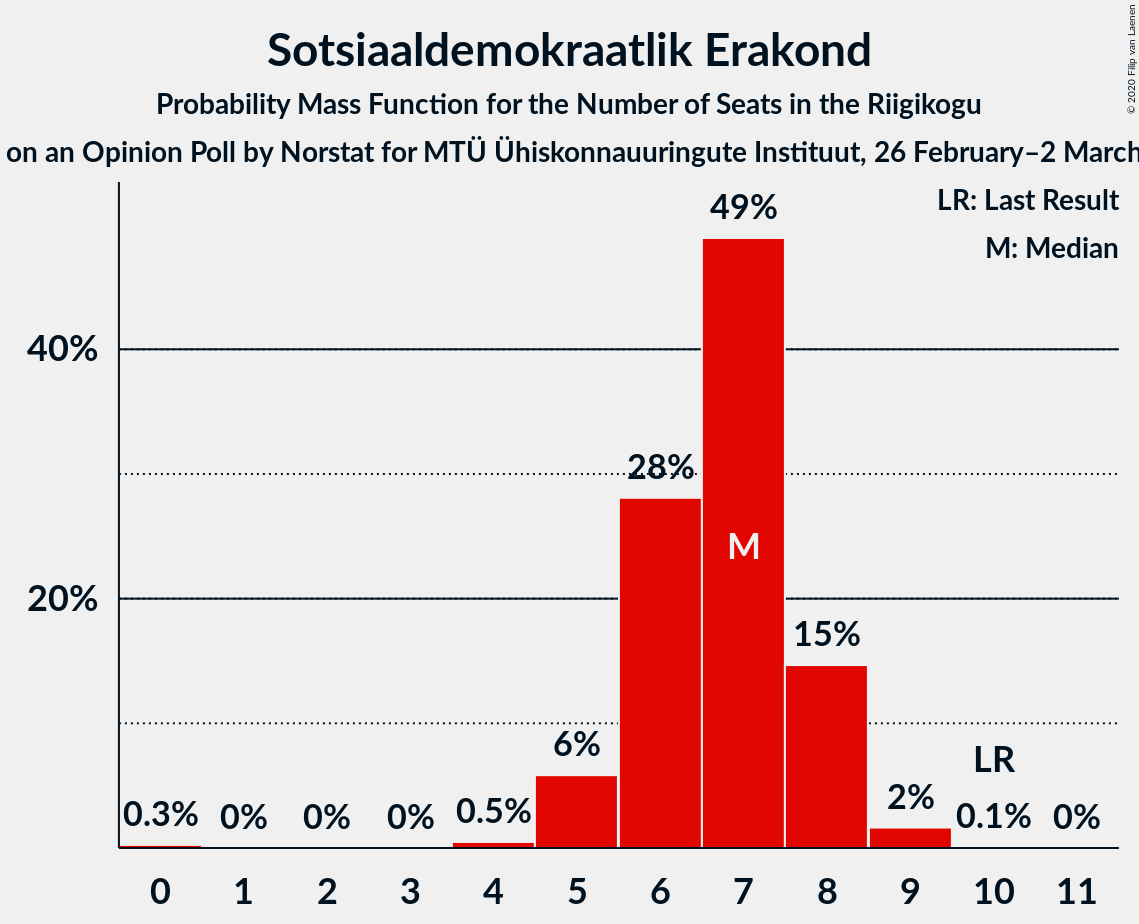 Sotsiaaldemokraatlik Erakond
Probability Mass Function for the Number of Seats in the Riigikogu
on an Opinion Poll by Norstat for MTÜ Ühiskonnauuringute Instituut, 26 February–2 March
© 2020 Filip van Laenen
LR: Last Result
M: Median
49%
40%
28%
M
20%
15%
6%
LR
0.3% 0% 0% 0% 0.5% 2% 0.1% 0%
0 1 2 3 4 5 6 7 8 9 10 11